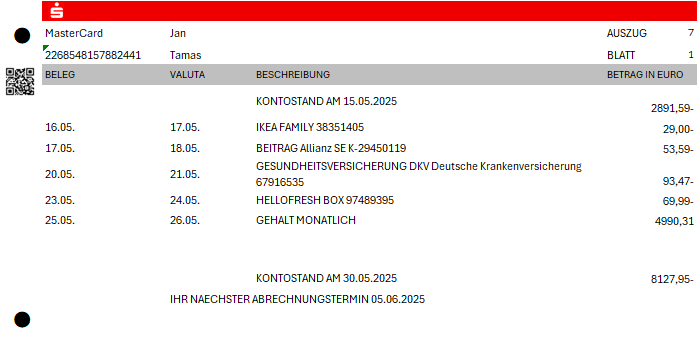 MasterCard Jan AUSZUG 7
2268548157882441 Tamas BLATT 1
BELEG VALUTA BESCHREIBUNG BETRAG IN EURO
KONTOSTAND AM 15.05.2025 2891,59-
16.05. 17.05. IKEA FAMILY 38351405 29,00-
17.05. 18.05. BEITRAG Allianz SE K-29450119 53,59-
20.05. 21.05. GESUNDHEITSVERSICHERUNG DKV Deutsche Krankenversicherung
67916535 93,47-
23.05. 24.05. HELLOFRESH BOX 97489395 69,99-
25.05. 26.05. GEHALT MONATLICH 4990,31
KONTOSTAND AM 30.05.2025 8127,95-
IHR NAECHSTER ABRECHNUNGSTERMIN 05.06.2025